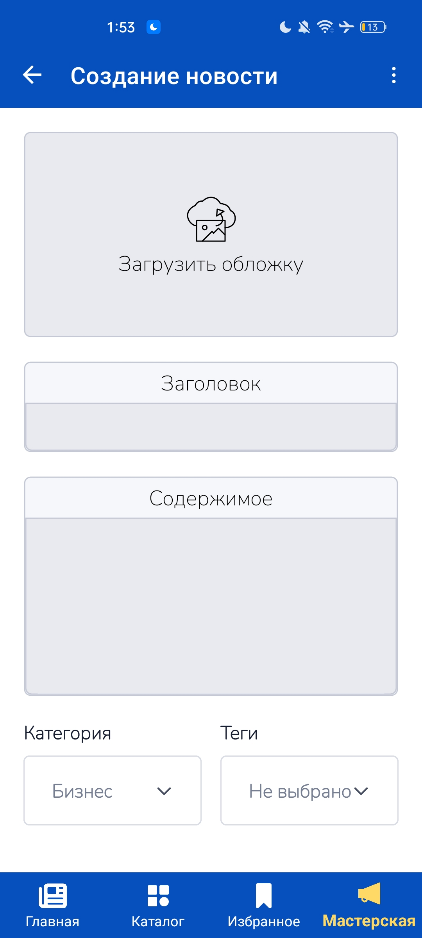 1:53
13
Создание новости
Загрузить обложку
Заголовок
Содержимое
Категория
Теги
Бизнес
Не выбрано
Главная
Каталог
Избранное
Мастерская